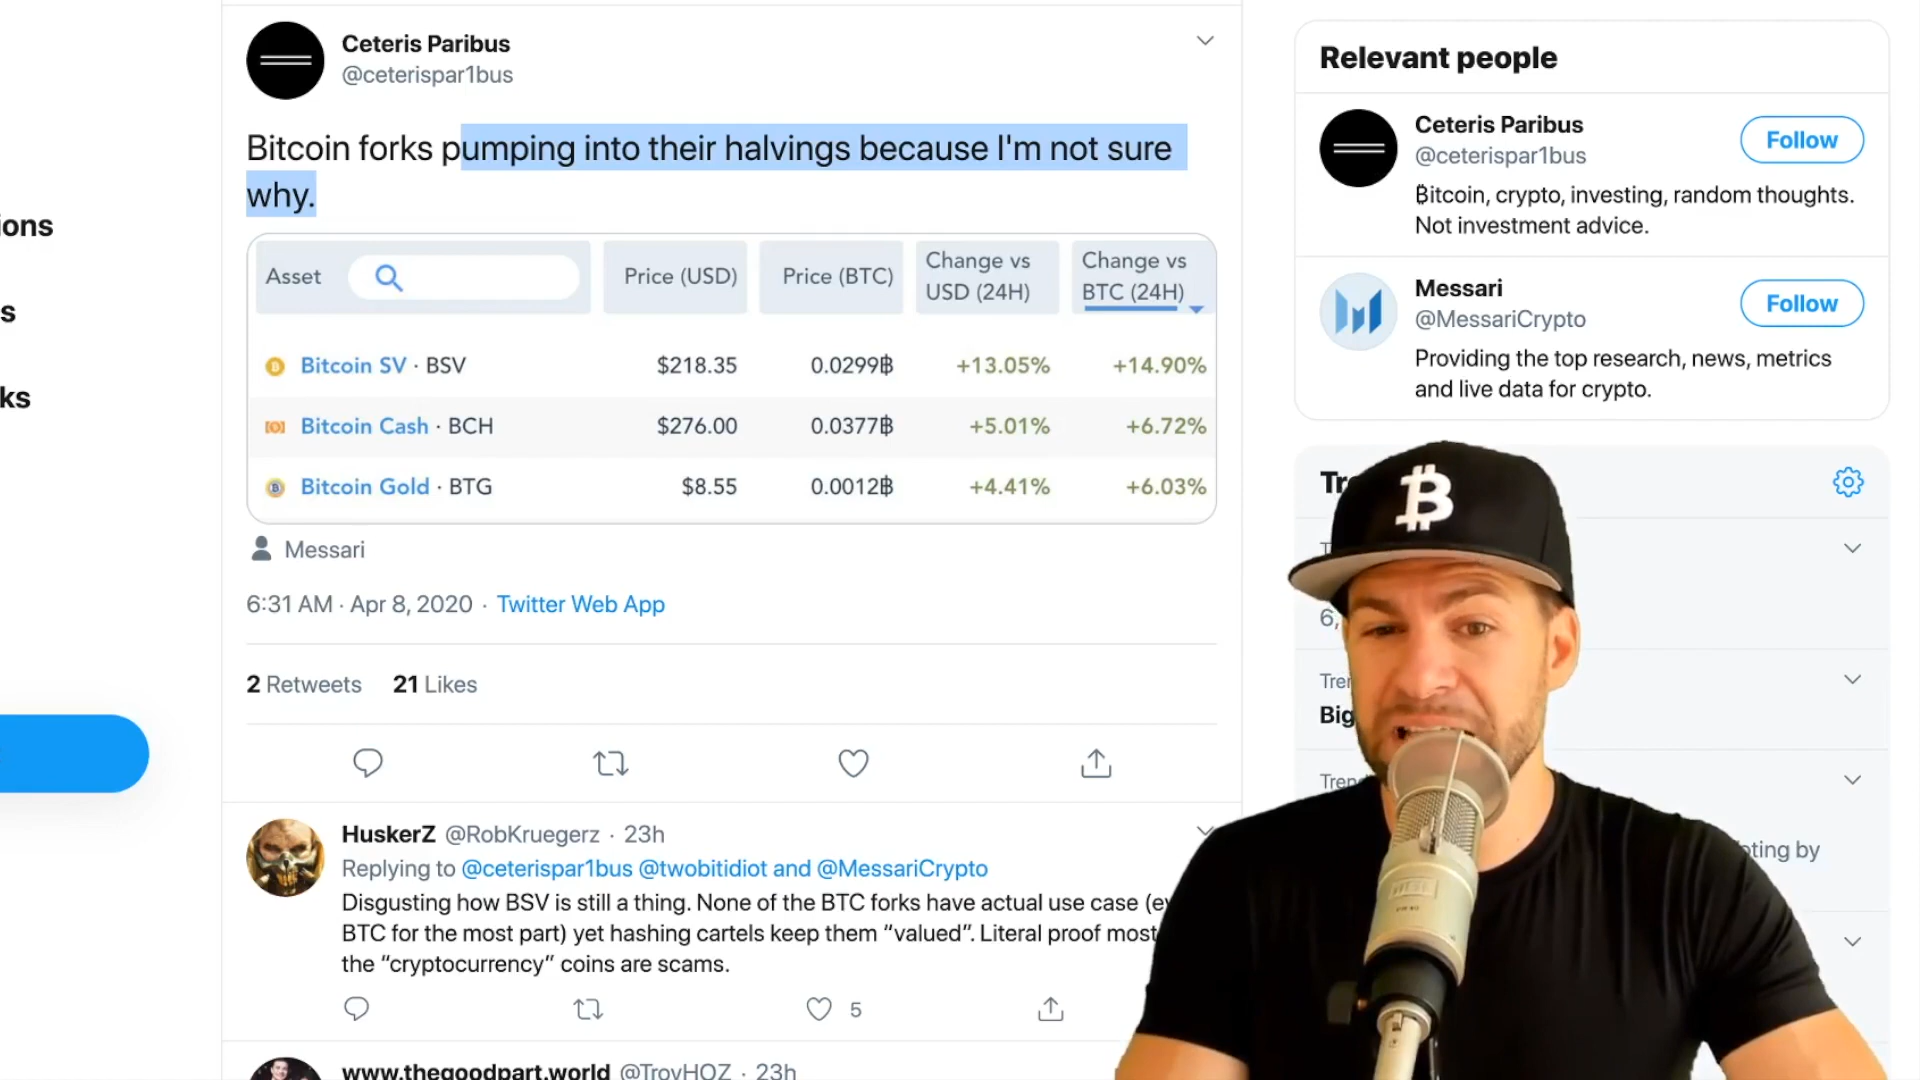 Ceteris Paribus
@ceterispar1bus
Bitcoin forks pumping into their halvings because I'm not sure
why.
Asset
Price (USD)
Price (BTC)
Change vs
USD (24H)
Change vs
BTC (24H)
Bitcoin SV · BSV $218.35 0.0299₿ +13.05% +14.90%
Bitcoin Cash · BCH $276.00 0.0377₿ +5.01% +6.72%
Bitcoin Gold · BTG $8.55 0.0012₿ +4.41% +6.03%
Messari
6:31 AM · Apr 8, 2020 · Twitter Web App
2 Retweets 21 Likes
HuskerZ @RobKruegerz · 23h
Replying to @ceterispar1bus @twobitidiot and @MessariCrypto
Disgusting how BSV is still a thing. None of the BTC forks have actual use case (ev
BTC for the most part) yet hashing cartels keep them “valued”. Literal proof most
the “cryptocurrency” coins are scams.
5
www.thegoodpart.world @TroyHOZ · 23h
ions
s
ks
Relevant people
Ceteris Paribus
@ceterispar1bus
Follow
₿itcoin, crypto, investing, random thoughts.
Not investment advice.
Messari
@MessariCrypto
Follow
Providing the top research, news, metrics
and live data for crypto.
Tre
6,
Tren
Big
Trend
oting by